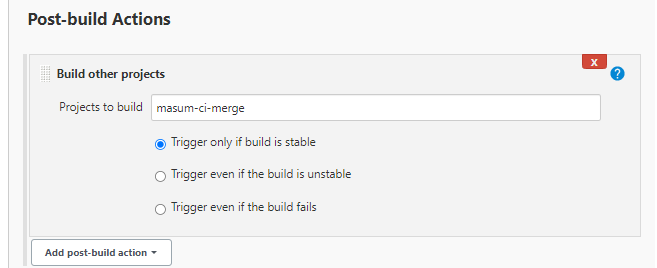 Post-build Actions
X
Build other projects
?
Projects to build masum-ci-merge
Trigger only if build is stable
Trigger even if the build is unstable
Trigger even if the build fails
Add post-build action